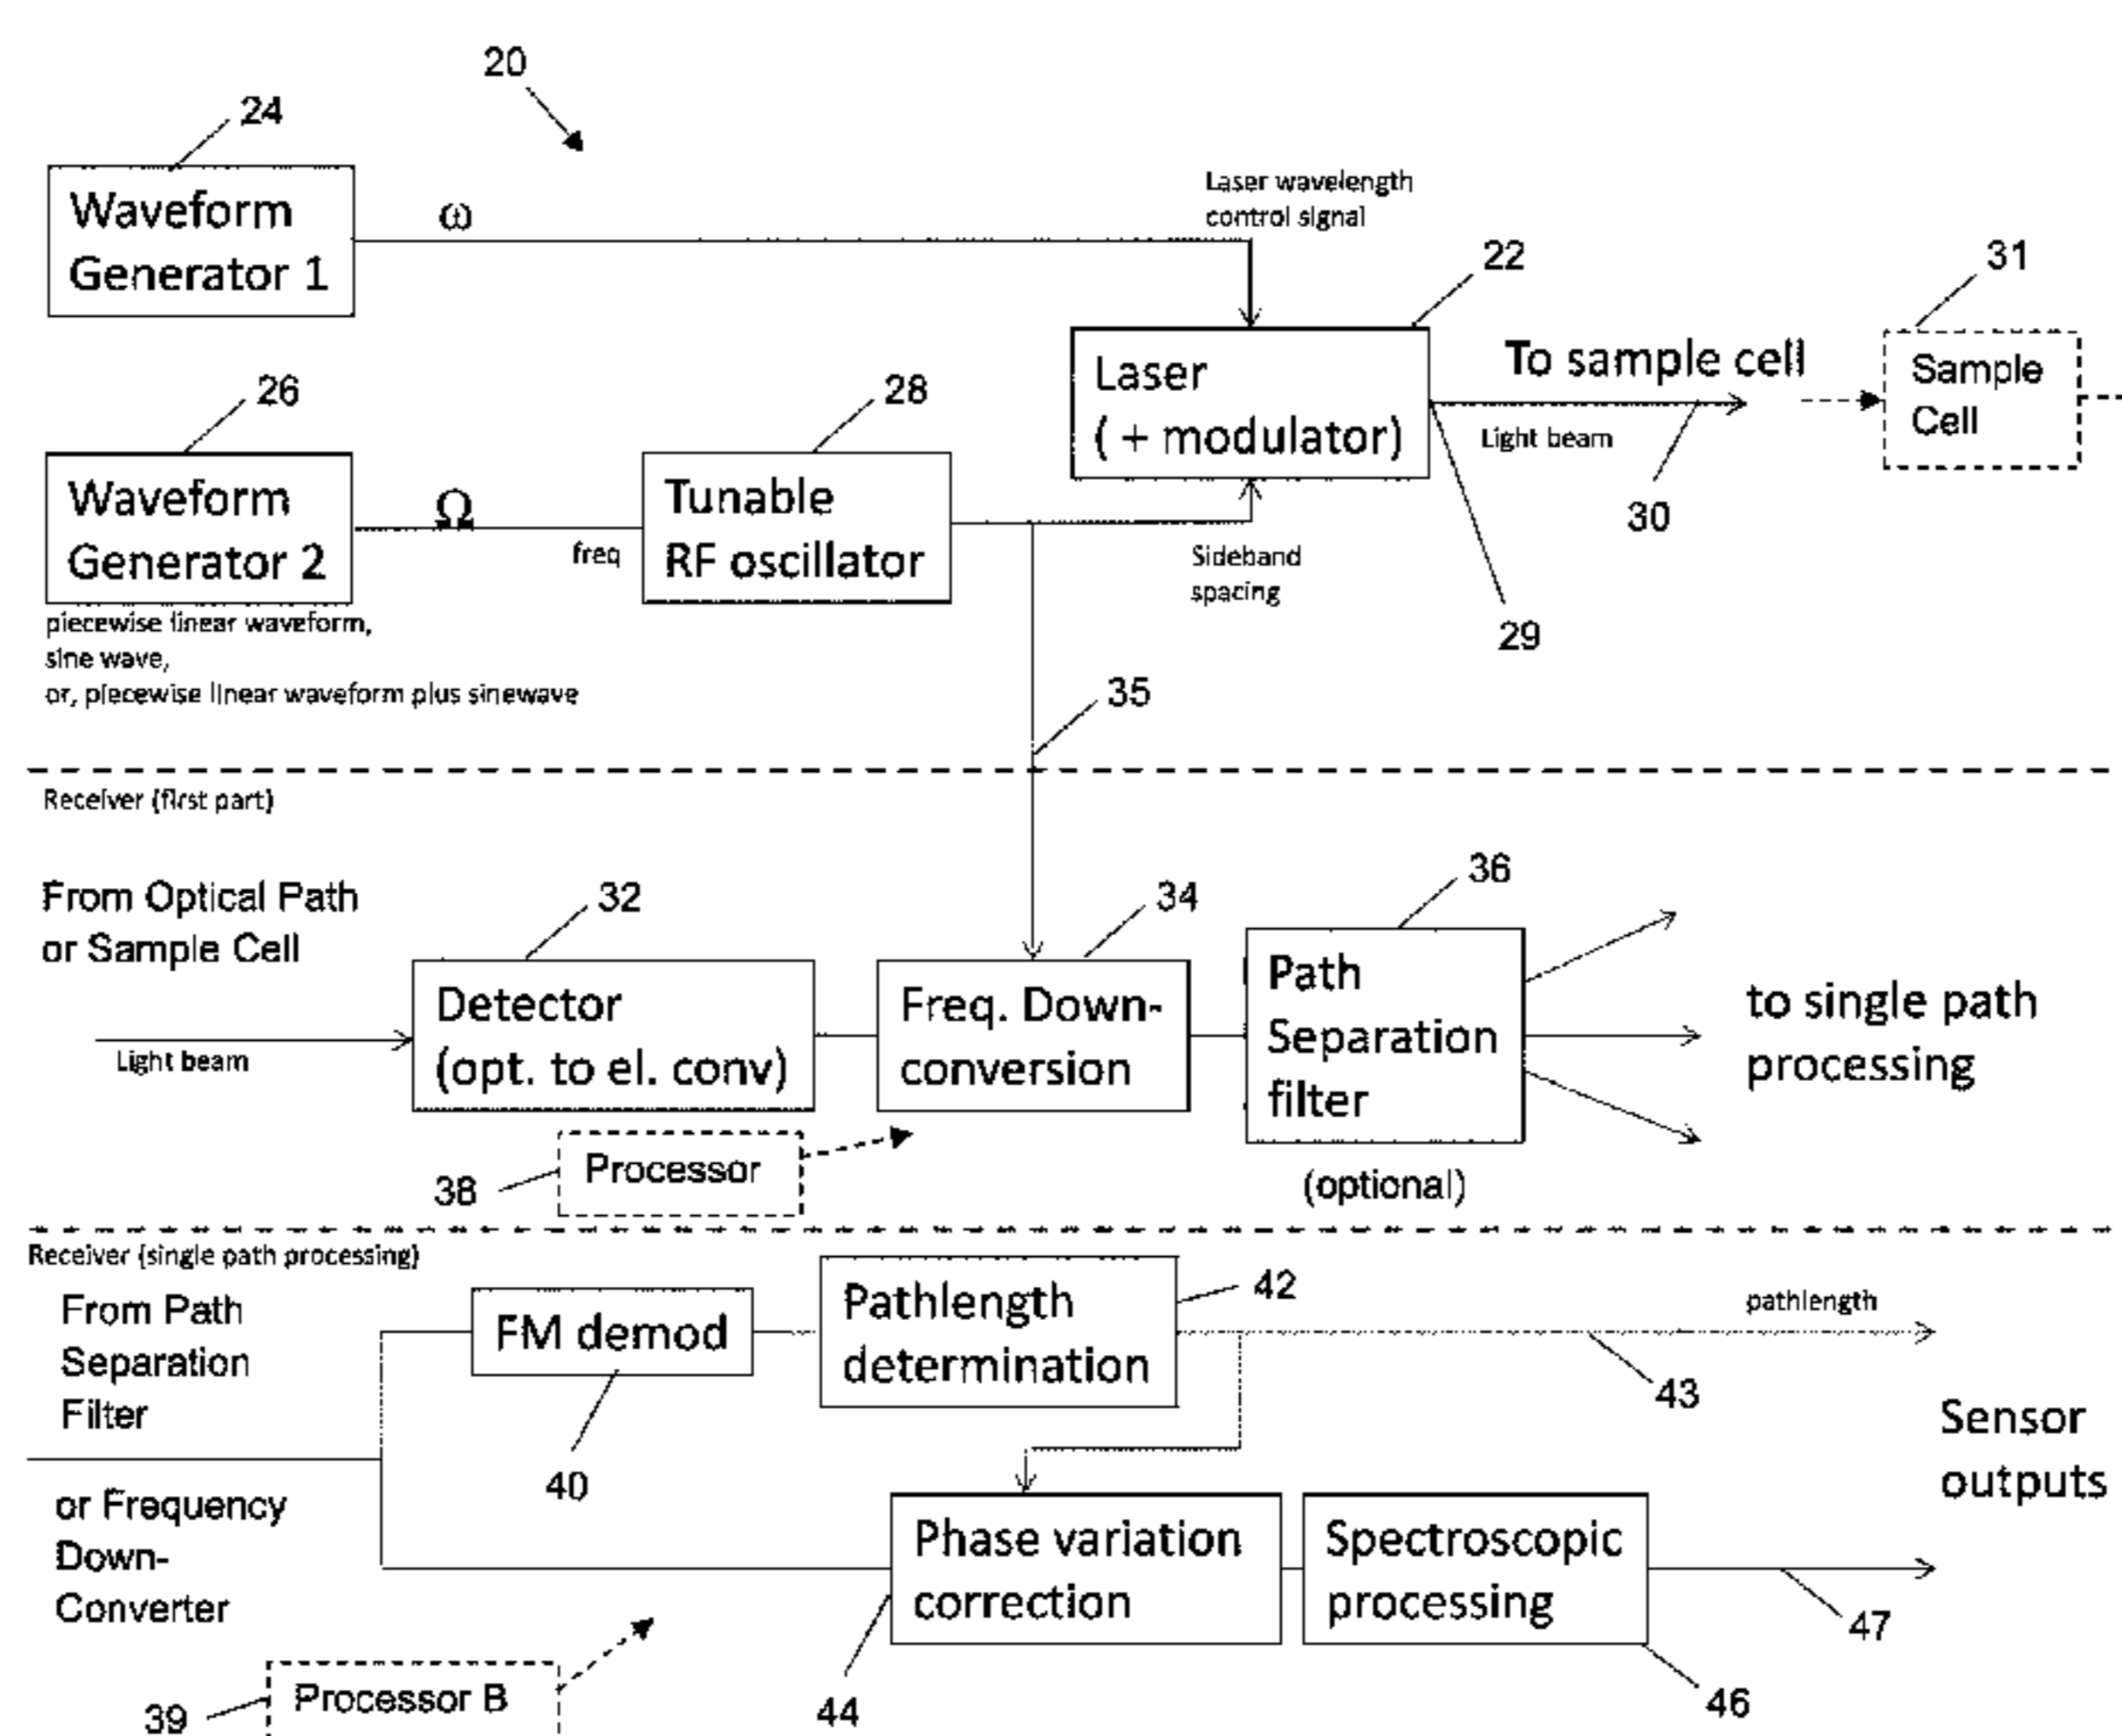 20
24
Waveform
Generator 1
ω
Laser wavelength
control signal
22
31
Laser
( + modulator)
To sample cell
Light beam
30
29
Sample
Cell
26
Waveform
Generator 2
Ω
freq
28
Tunable
RF oscillator
Sideband
spacing
piecewise linear waveform,
sine wave,
or, piecewise linear waveform plus sinewave
35
Receiver (first part)
From Optical Path
or Sample Cell
Light beam
32
Detector
(opt. to el. conv)
34
Freq. Down-
conversion
36
Path
Separation
filter
(optional)
to single path
processing
38
Processor
Receiver (single path processing)
From Path
Separation
Filter
or Frequency
Down-
Converter
FM demod
40
Pathlength
determination
42
pathlength
43
Sensor
outputs
Phase variation
correction
44
Spectroscopic
processing
46
47
39
Processor B